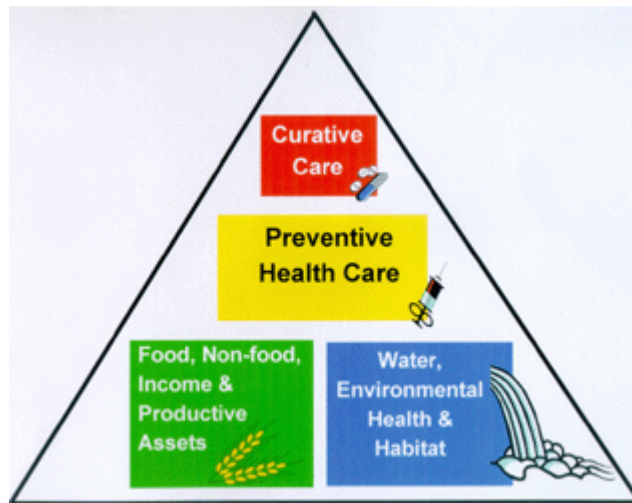 Curative
Care
Preventive
Health Care
Food, Non-food,
Income &
Productive
Assets
Water,
Environmental
Health &
Habitat